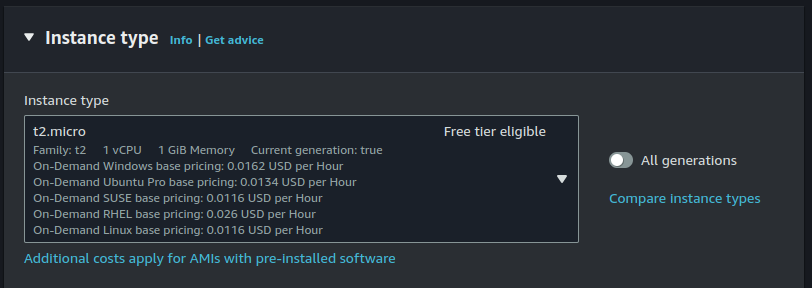 Instance type Info | Get advice
Instance type
t2.micro Free tier eligible
Family: t2 1 vCPU 1 GiB Memory Current generation: true
On-Demand Windows base pricing: 0.0162 USD per Hour
On-Demand Ubuntu Pro base pricing: 0.0134 USD per Hour
On-Demand SUSE base pricing: 0.0116 USD per Hour
On-Demand RHEL base pricing: 0.026 USD per Hour
On-Demand Linux base pricing: 0.0116 USD per Hour
All generations
Compare instance types
Additional costs apply for AMIs with pre-installed software